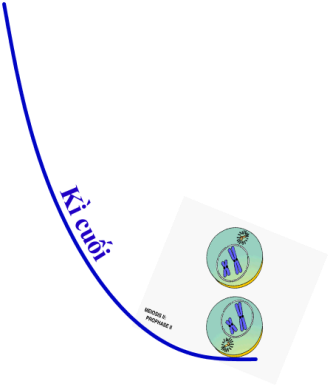 Kì cuối
MEIOSIS II:
PROPHASE II